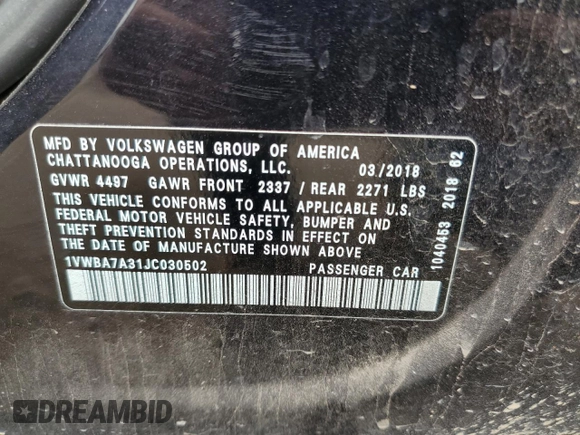 MFD BY VOLKSWAGEN GROUP OF AMERICA
CHATTANOOGA OPERATIONS, LLC. 03/2018
GVWR 4497 GAWR FRONT 2337 / REAR 2271 LBS
THIS VEHICLE CONFORMS TO ALL APPLICABLE U.S.
FEDERAL MOTOR VEHICLE SAFETY, BUMPER AND
THEFT PREVENTION STANDARDS IN EFFECT ON
THE DATE OF MANUFACTURE SHOWN ABOVE
1VWBA7A31JC030502 PASSENGER CAR
1040453 2018 62
DREAMBID